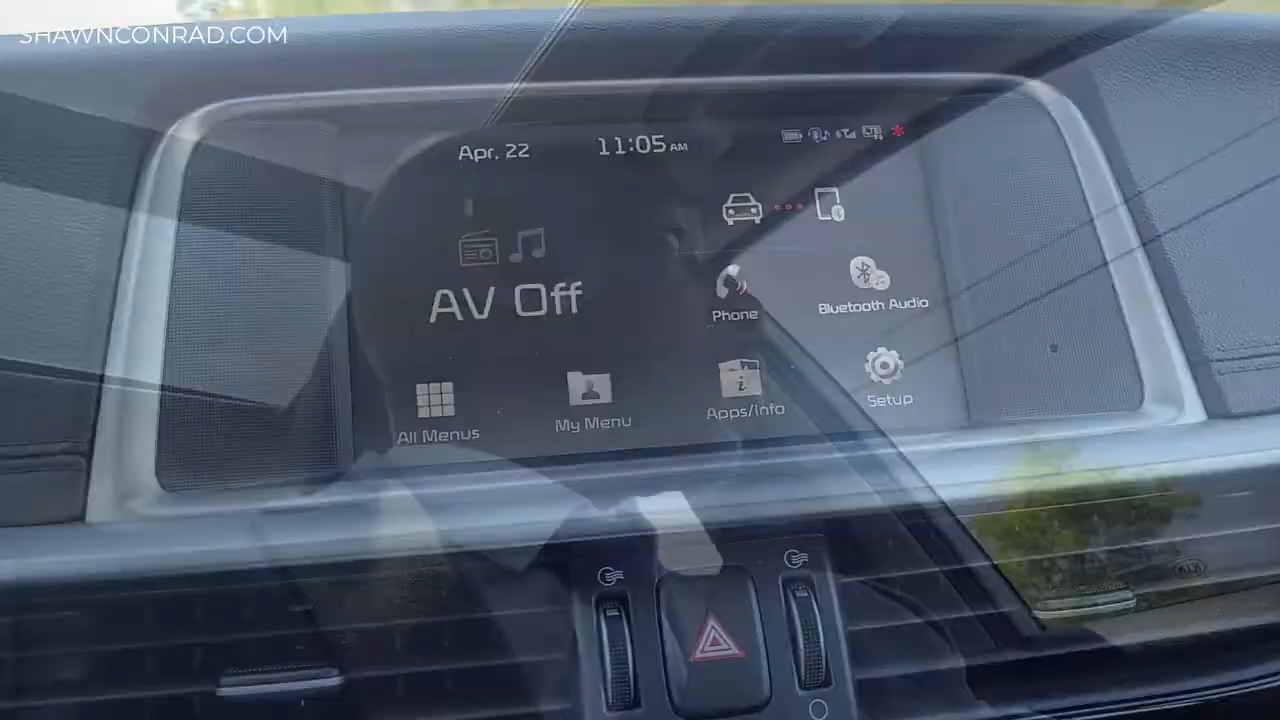 SHAWNCONRAD.COM
Apr. 22
11:05 AM
AV Off
Phone
Bluetooth Audio
All Menus
My Menu
Apps/Info
Setup
KIA